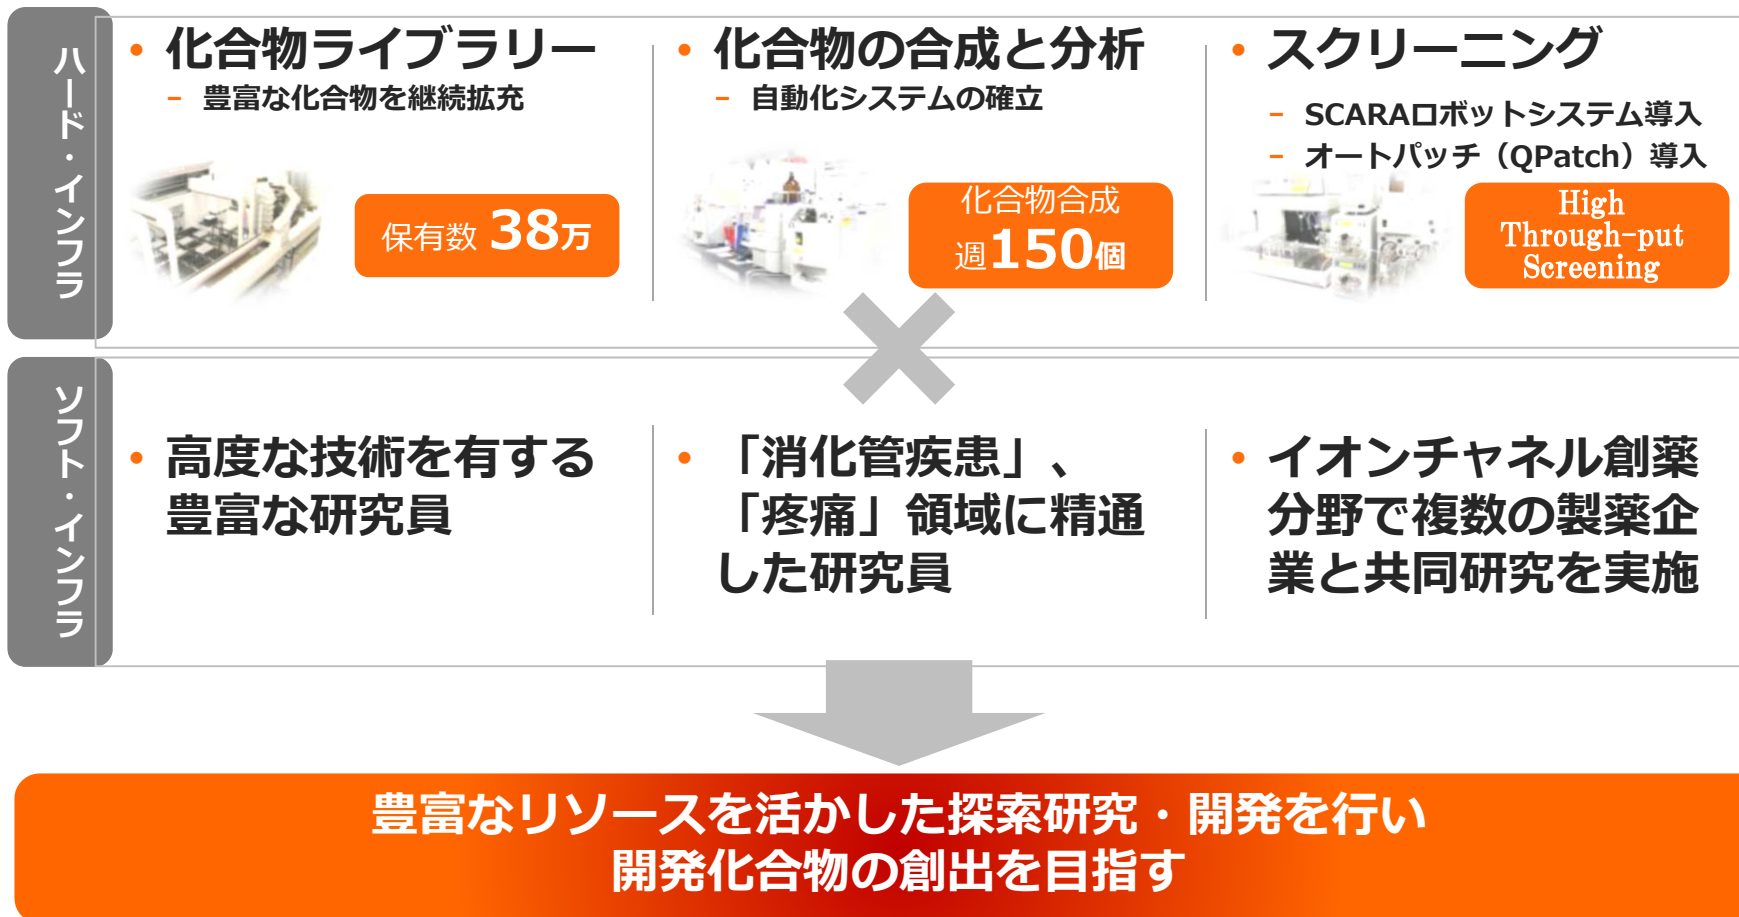 ハード・インフラ
• 化合物ライブラリー
− 豊富な化合物を継続拡充
保有数 38万
• 化合物の合成と分析
− 自動化システムの確立
化合物合成
週150個
• スクリーニング
− SCARAロボットシステム導入
− オートパッチ（QPatch）導入
High
Through-put
Screening
ソフト・インフラ
• 高度な技術を有する
豊富な研究員
• 「消化管疾患」、
「疼痛」領域に精通
した研究員
• イオンチャネル創薬
分野で複数の製薬企
業と共同研究を実施
豊富なリソースを活かした探索研究・開発を行い
開発化合物の創出を目指す